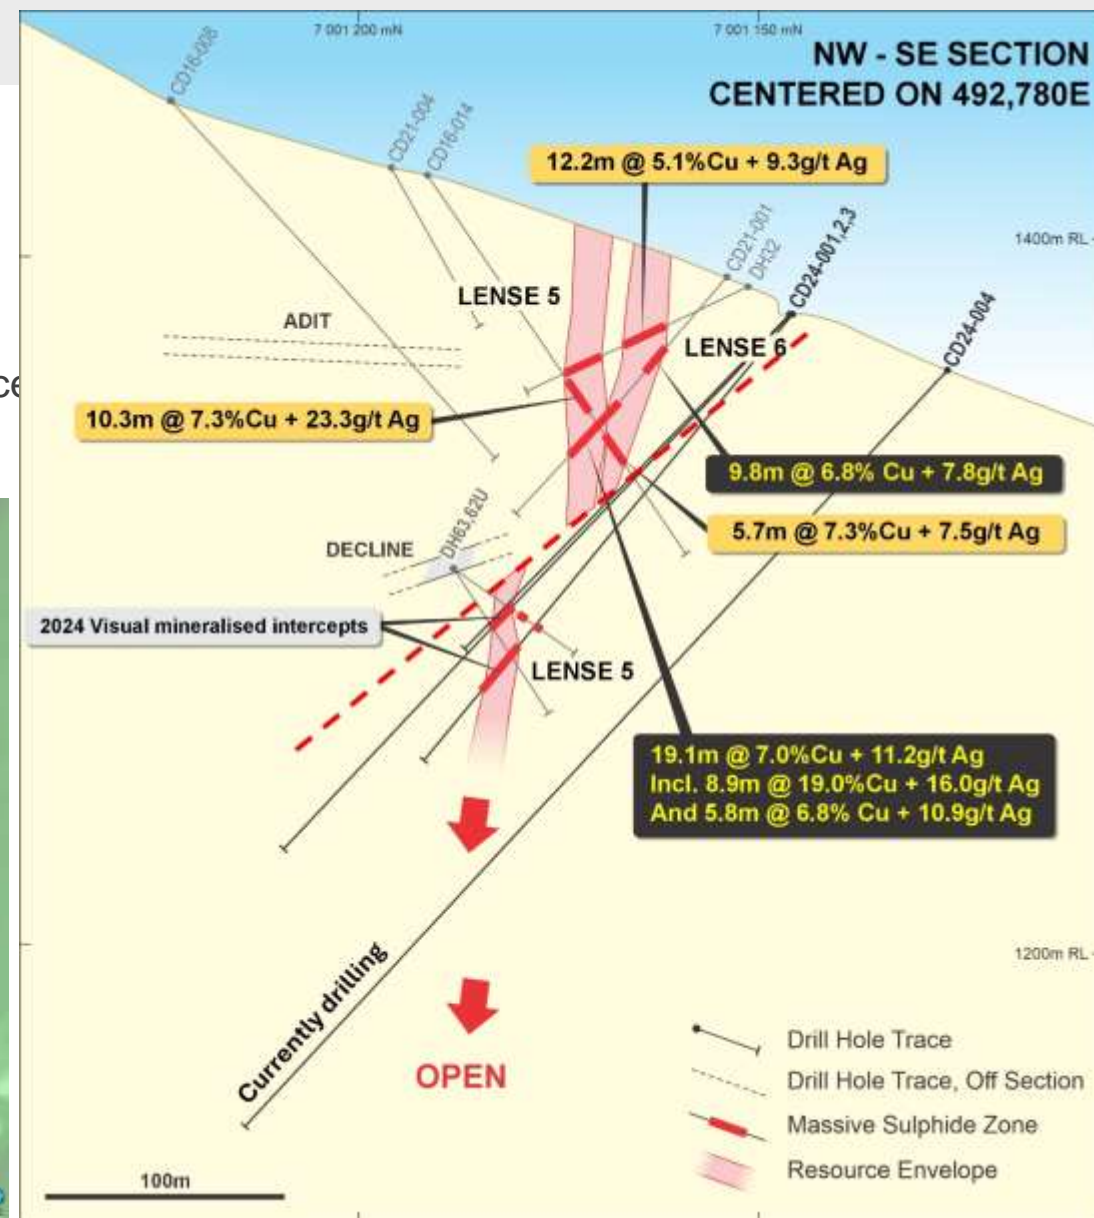 7 001 200 mN
7 001 150 mN
NW - SE SECTION
CENTERED ON 492,780E
CD16-008
CD21-004
CD16-014
12.2m @ 5.1%Cu + 9.3g/t Ag
CD21-001
DH32
CD24-001,2,3
1400m RL
LENSE 5
ADIT
LENSE 6
CD24-004
ce
10.3m @ 7.3%Cu + 23.3g/t Ag
9.8m @ 6.8% Cu + 7.8g/t Ag
DH63,62U
5.7m @ 7.3%Cu + 7.5g/t Ag
DECLINE
2024 Visual mineralised intercepts
LENSE 5
19.1m @ 7.0%Cu + 11.2g/t Ag
Incl. 8.9m @ 19.0%Cu + 16.0g/t Ag
And 5.8m @ 6.8% Cu + 10.9g/t Ag
1200m RL
Currently drilling
OPEN
Drill Hole Trace
Drill Hole Trace, Off Section
Massive Sulphide Zone
Resource Envelope
100m